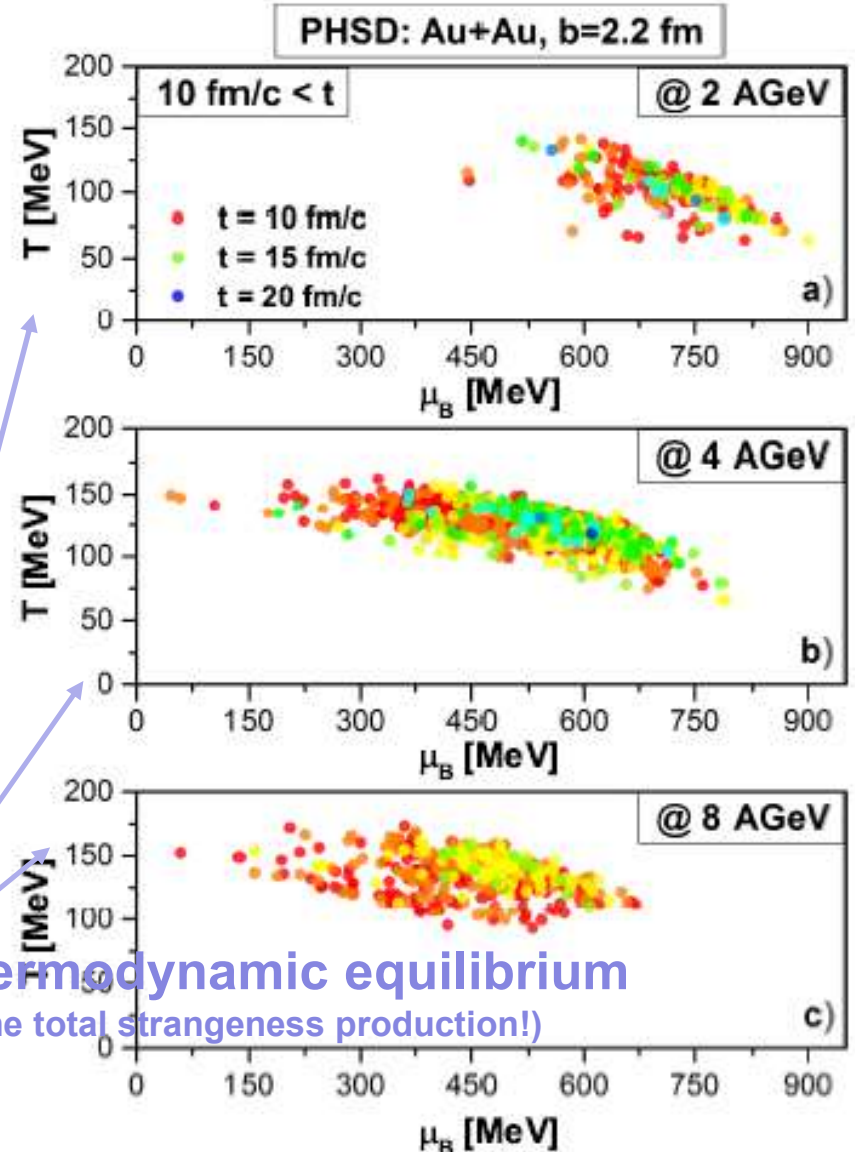 PHSD: Au+Au, b=2.2 fm
200
10 fm/c < t
@ 2 AGeV
150
T [MeV]
100
t = 10 fm/c
50
t = 15 fm/c
t = 20 fm/c
a)
0
0 150 300 450 600 750 900
μB [MeV]
200
@ 4 AGeV
150
T [MeV]
100
50
b)
0
0 150 300 450 600 750 900
μB [MeV]
200
@ 8 AGeV
150
[MeV]
100
ermodynamic equilibrium
50
c)
ne total strangeness production!)
0
0 150 300 450 600 750 900
μB [MeV]